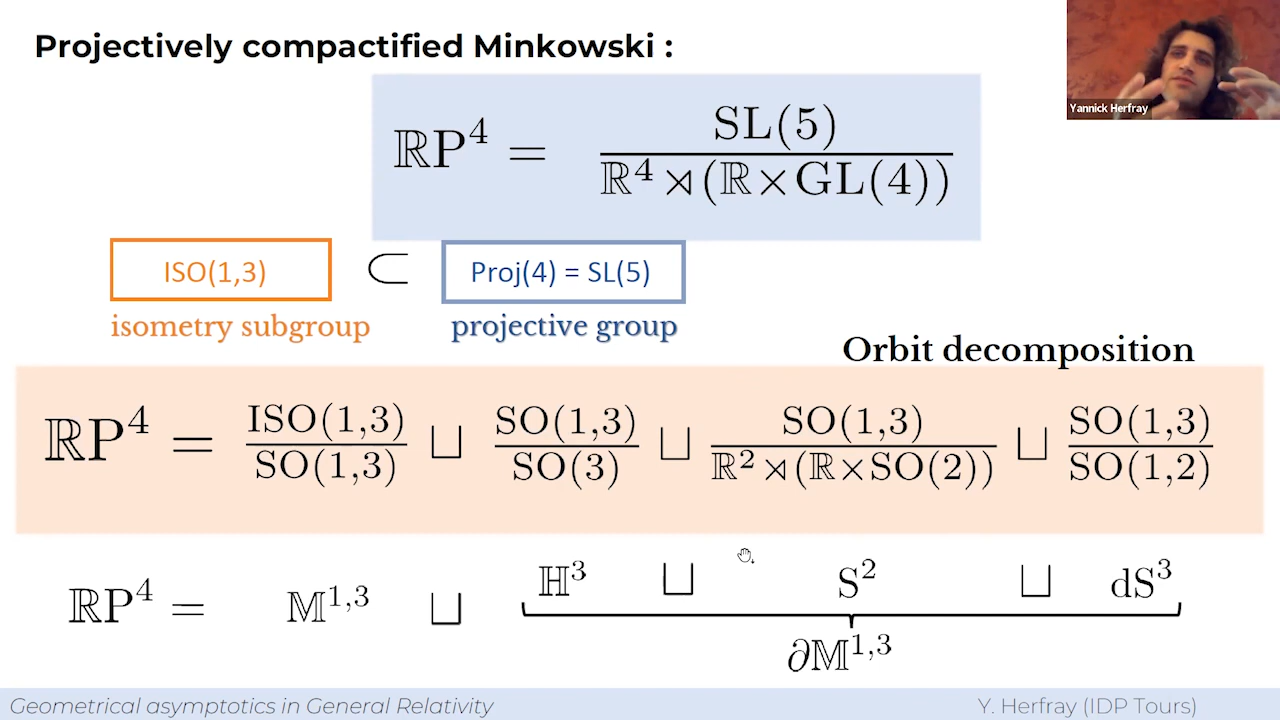 Projectively compactified Minkowski :
Yannick Herfray
ℝP⁴ = SL(5) / ℝ⁴ ⋊ (ℝ × GL(4))
ISO(1,3) ⊂ Proj(4) = SL(5)
isometry subgroup projective group
Orbit decomposition
ℝP⁴ = ISO(1,3) / SO(1,3) ⊔ SO(1,3) / SO(3) ⊔ SO(1,3) / ℝ² ⋊ (ℝ × SO(2)) ⊔ SO(1,3) / SO(1,2)
ℝP⁴ = 𝕄¹,³ ⊔ ℍ³ ⊔ S² ⊔ dS³
∂𝕄¹,³
Geometrical asymptotics in General Relativity Y. Herfray (IDP Tours)